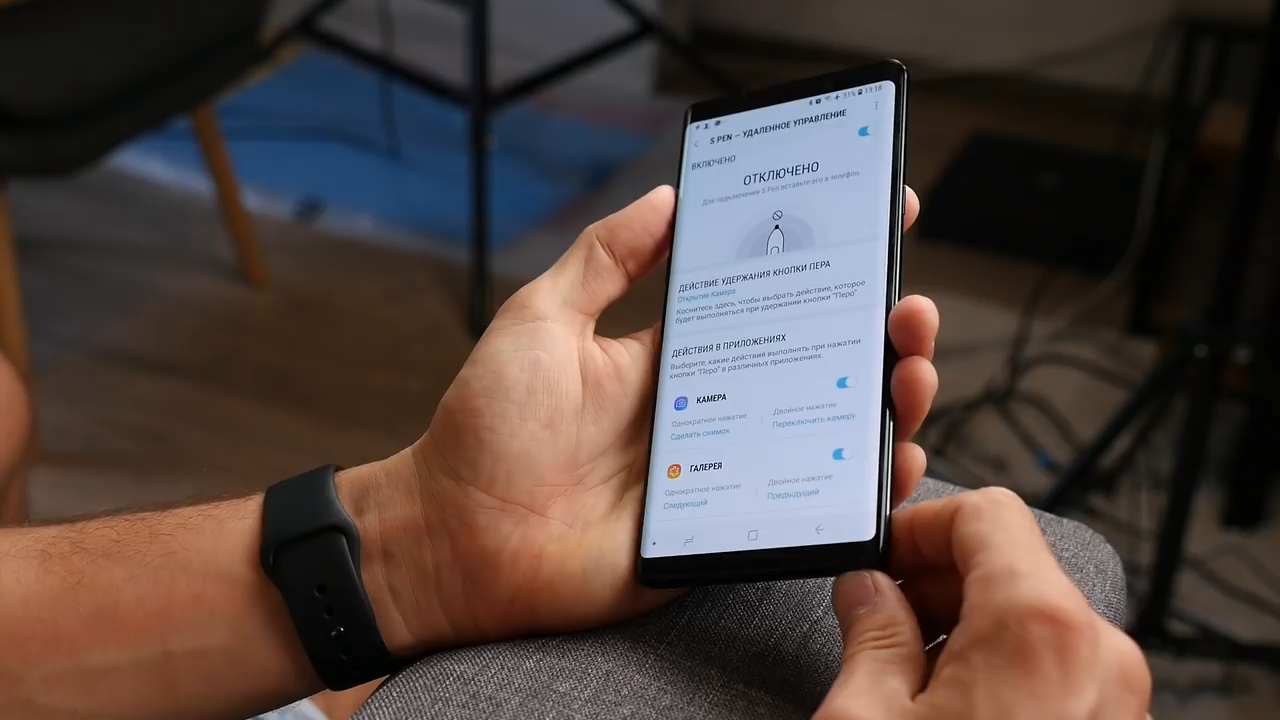 31% 13:18
S PEN – УДАЛЕННОЕ УПРАВЛЕНИЕ
ВКЛЮЧЕНО
ОТКЛЮЧЕНО
Для подключения S Pen вставьте его в телефон.
ДЕЙСТВИЕ УДЕРЖАНИЯ КНОПКИ ПЕРА
Открытие Камера
Коснитесь здесь, чтобы выбрать действие, которое
будет выполняться при удержании кнопки "Перо"
ДЕЙСТВИЯ В ПРИЛОЖЕНИЯХ
Выберите, какие действия выполнять при нажатии
кнопки "Перо" в различных приложениях.
КАМЕРА
Однократное нажатие
Сделать снимок
Двойное нажатие
Переключить камеру
ГАЛЕРЕЯ
Однократное нажатие
Следующий
Двойное нажатие
Предыдущий